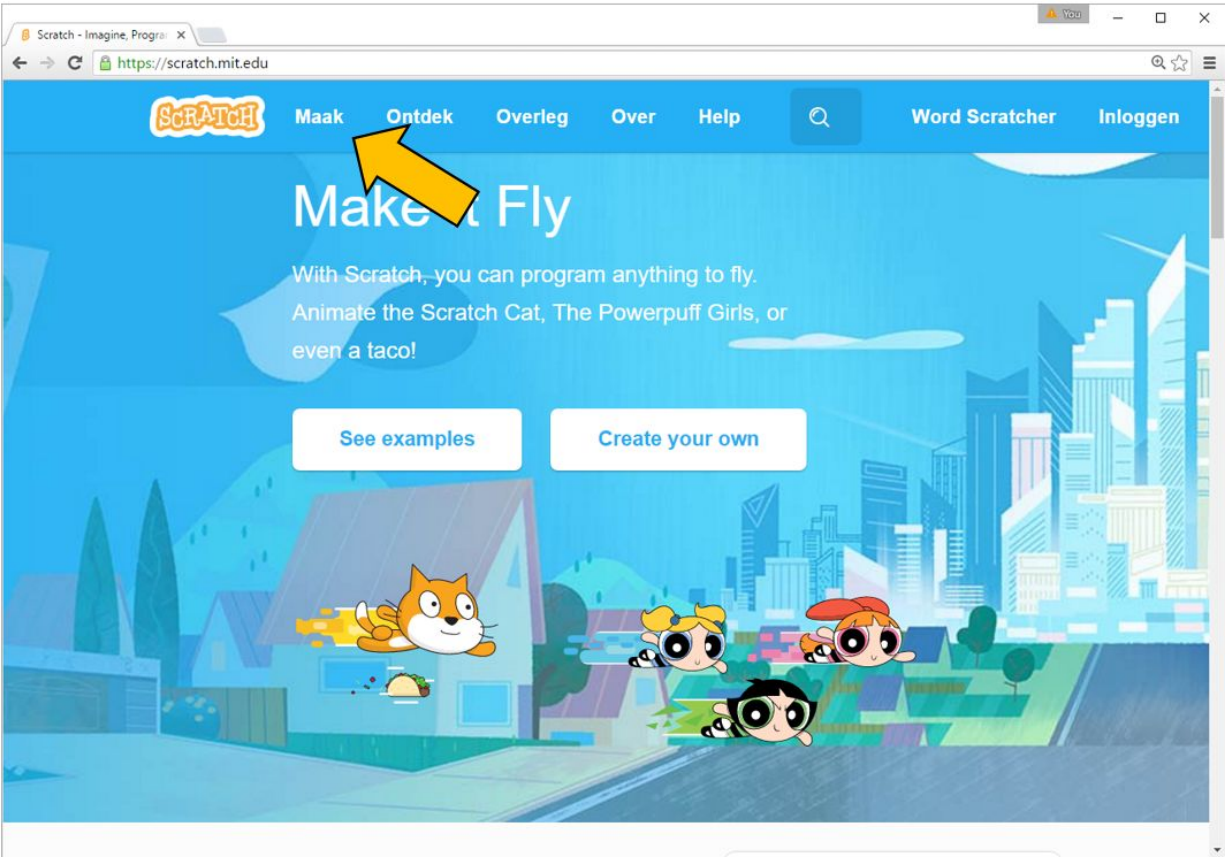 You
Scratch - Imagine, Progra
https://scratch.mit.edu
SCRATCH Maak Ontdek Overleg Over Help Word Scratcher Inloggen
Make it Fly
With Scratch, you can program anything to fly.
Animate the Scratch Cat, The Powerpuff Girls, or
even a taco!
See examples Create your own